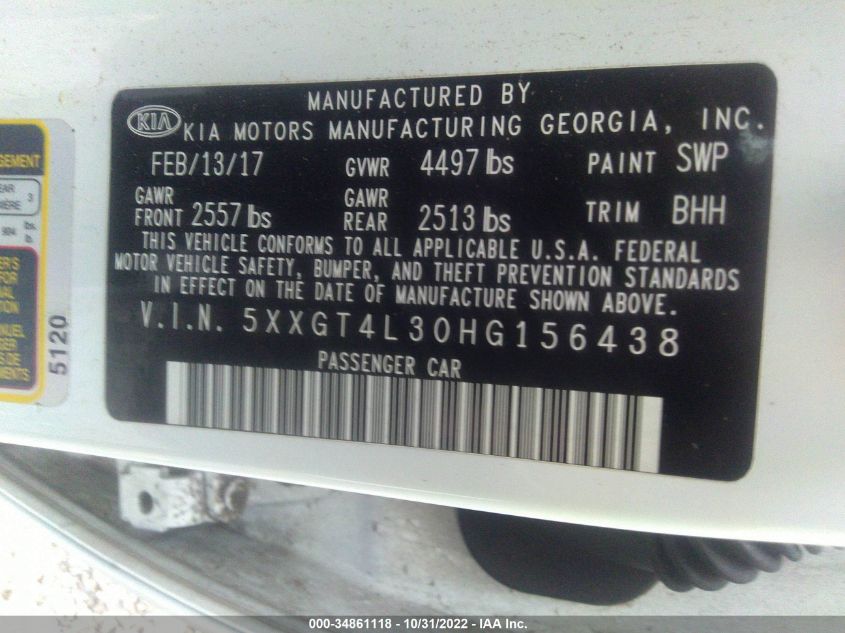 MANUFACTURED BY
KIA
KIA MOTORS MANUFACTURING GEORGIA, INC.
FEB/13/17 GVWR 4497 lbs PAINT SWP
GAWR FRONT 2557 lbs GAWR REAR 2513 lbs TRIM BHH
THIS VEHICLE CONFORMS TO ALL APPLICABLE U.S.A. FEDERAL
MOTOR VEHICLE SAFETY, BUMPER, AND THEFT PREVENTION STANDARDS
IN EFFECT ON THE DATE OF MANUFACTURE SHOWN ABOVE.
V.I.N. 5XXGT4L30HG156438
PASSENGER CAR
3
lbs.
5120
000-34861118 - 10/31/2022 - IAA Inc.